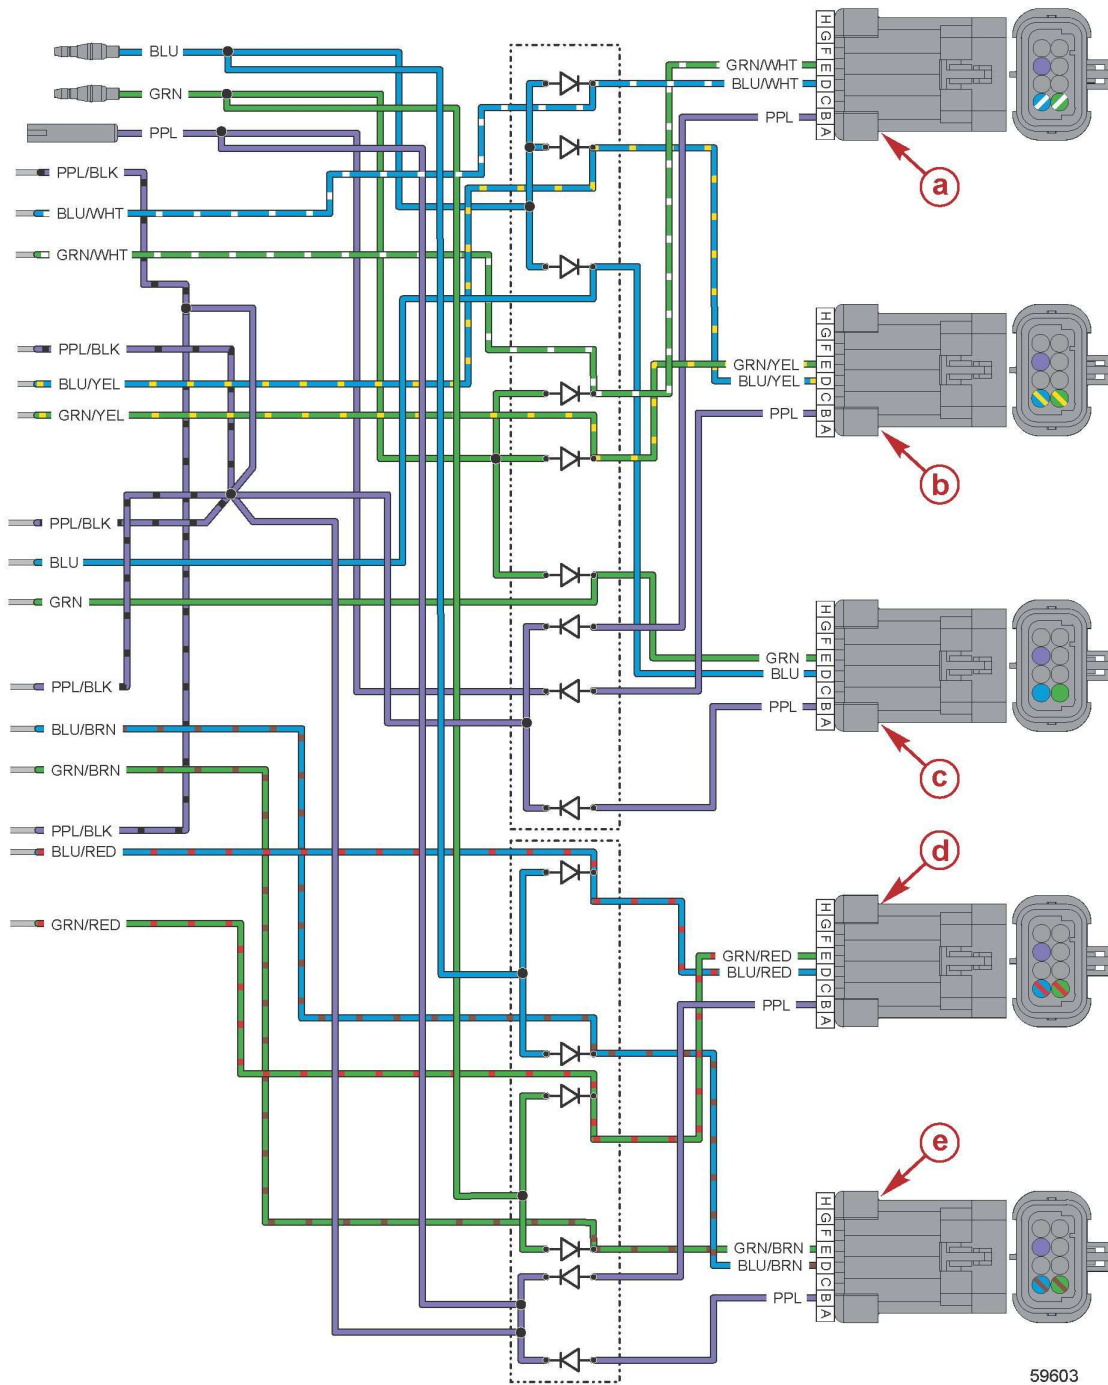 BLU
GRN
PPL
PPL/BLK
BLU/WHT
GRN/WHT
PPL/BLK
BLU/YEL
GRN/YEL
PPL/BLK
BLU
GRN
PPL/BLK
BLU/BRN
GRN/BRN
PPL/BLK
BLU/RED
GRN/RED
GRN/WHT
BLU/WHT
PPL
H G F E D C B A
a
GRN/YEL
BLU/YEL
PPL
H G F E D C B A
b
GRN
BLU
PPL
H G F E D C B A
c
d
GRN/RED
BLU/RED
PPL
H G F E D C B A
e
GRN/BRN
BLU/BRN
PPL
H G F E D C B A
59603